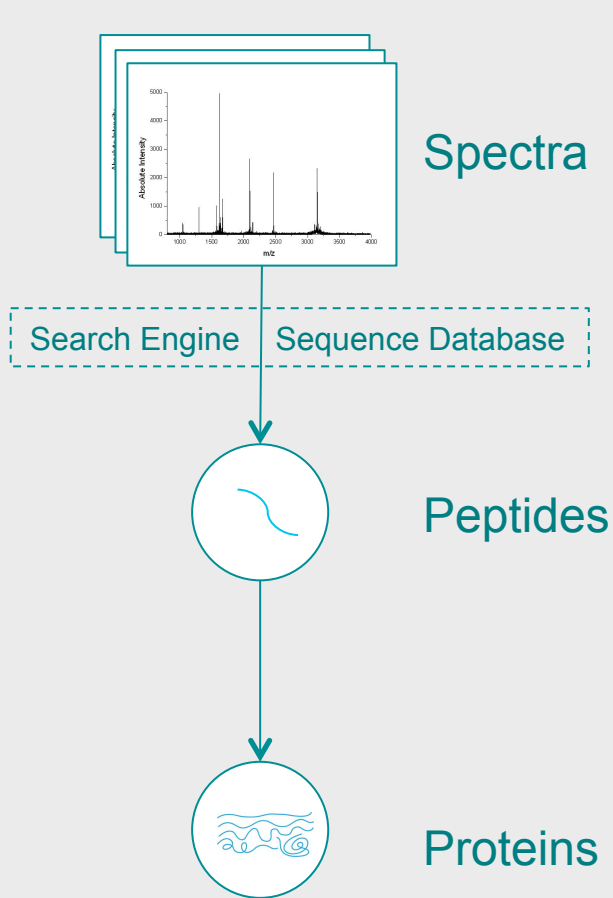 Spectra
5000
4000
3000
2000
1000
0
Absolute Intensity
1000 1500 2000 2500 3000 3500 4000
m/z
Search Engine Sequence Database
Peptides
Proteins